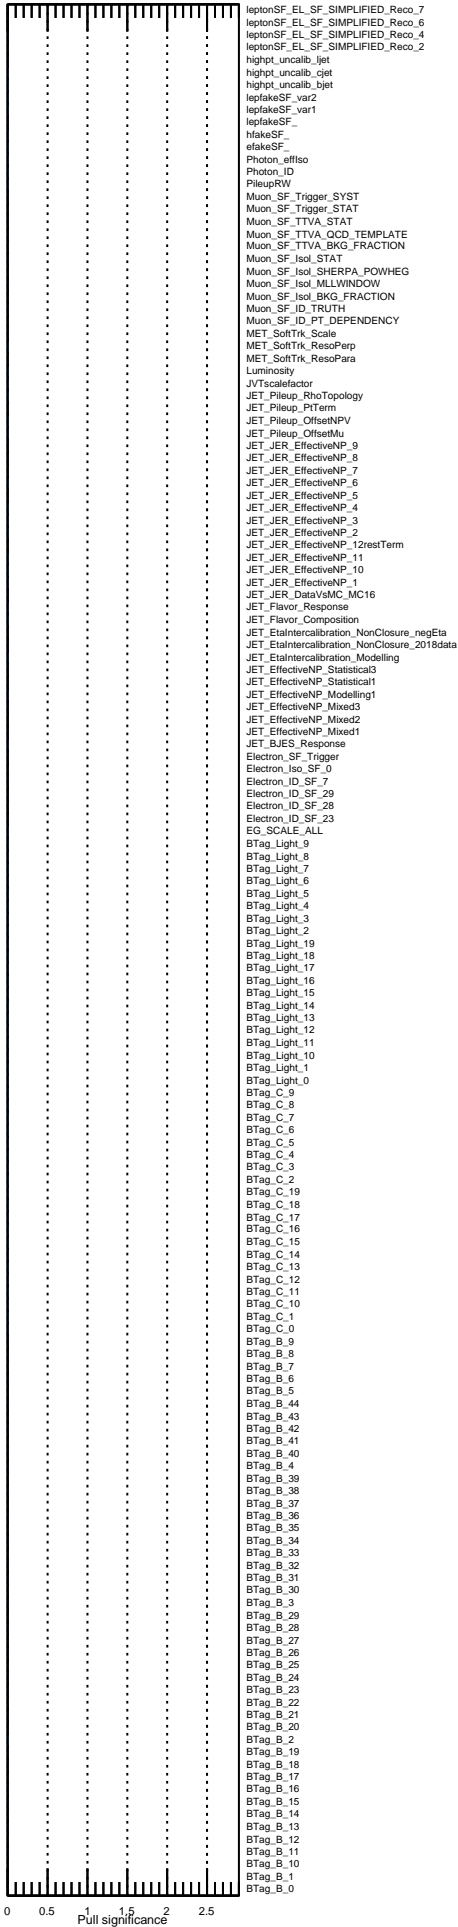 leptonSF_EL_SF_SIMPLIFIED_Reco_7
leptonSF_EL_SF_SIMPLIFIED_Reco_6
leptonSF_EL_SF_SIMPLIFIED_Reco_4
leptonSF_EL_SF_SIMPLIFIED_Reco_2
highpt_uncalib_ljet
highpt_uncalib_cjet
highpt_uncalib_bjet
lepfakeSF_var2
lepfakeSF_var1
lepfakeSF_
hfakeSF_
efakeSF_
Photon_effIso
Photon_ID
PileupRW
Muon_SF_Trigger_SYST
Muon_SF_Trigger_STAT
Muon_SF_TTVA_STAT
Muon_SF_TTVA_QCD_TEMPLATE
Muon_SF_TTVA_BKG_FRACTION
Muon_SF_Isol_STAT
Muon_SF_Isol_SHERPA_POWHEG
Muon_SF_Isol_MLLWINDOW
Muon_SF_Isol_BKG_FRACTION
Muon_SF_ID_TRUTH
Muon_SF_ID_PT_DEPENDENCY
MET_SoftTrk_Scale
MET_SoftTrk_ResoPerp
MET_SoftTrk_ResoPara
Luminosity
JVTscalefactor
JET_Pileup_RhoTopology
JET_Pileup_PtTerm
JET_Pileup_OffsetNPV
JET_Pileup_OffsetMu
JET_JER_EffectiveNP_9
JET_JER_EffectiveNP_8
JET_JER_EffectiveNP_7
JET_JER_EffectiveNP_6
JET_JER_EffectiveNP_5
JET_JER_EffectiveNP_4
JET_JER_EffectiveNP_3
JET_JER_EffectiveNP_2
JET_JER_EffectiveNP_12restTerm
JET_JER_EffectiveNP_11
JET_JER_EffectiveNP_10
JET_JER_EffectiveNP_1
JET_JER_DataVsMC_MC16
JET_Flavor_Response
JET_Flavor_Composition
JET_EtaIntercalibration_NonClosure_negEta
JET_EtaIntercalibration_NonClosure_2018data
JET_EtaIntercalibration_Modelling
JET_EffectiveNP_Statistical3
JET_EffectiveNP_Statistical1
JET_EffectiveNP_Modelling1
JET_EffectiveNP_Mixed3
JET_EffectiveNP_Mixed2
JET_EffectiveNP_Mixed1
JET_BJES_Response
Electron_SF_Trigger
Electron_Iso_SF_0
Electron_ID_SF_7
Electron_ID_SF_29
Electron_ID_SF_28
Electron_ID_SF_23
EG_SCALE_ALL
BTag_Light_9
BTag_Light_8
BTag_Light_7
BTag_Light_6
BTag_Light_5
BTag_Light_4
BTag_Light_3
BTag_Light_2
BTag_Light_19
BTag_Light_18
BTag_Light_17
BTag_Light_16
BTag_Light_15
BTag_Light_14
BTag_Light_13
BTag_Light_12
BTag_Light_11
BTag_Light_10
BTag_Light_1
BTag_Light_0
BTag_C_9
BTag_C_8
BTag_C_7
BTag_C_6
BTag_C_5
BTag_C_4
BTag_C_3
BTag_C_2
BTag_C_19
BTag_C_18
BTag_C_17
BTag_C_16
BTag_C_15
BTag_C_14
BTag_C_13
BTag_C_12
BTag_C_11
BTag_C_10
BTag_C_1
BTag_C_0
BTag_B_9
BTag_B_8
BTag_B_7
BTag_B_6
BTag_B_5
BTag_B_44
BTag_B_43
BTag_B_42
BTag_B_41
BTag_B_40
BTag_B_4
BTag_B_39
BTag_B_38
BTag_B_37
BTag_B_36
BTag_B_35
BTag_B_34
BTag_B_33
BTag_B_32
BTag_B_31
BTag_B_30
BTag_B_3
BTag_B_29
BTag_B_28
BTag_B_27
BTag_B_26
BTag_B_25
BTag_B_24
BTag_B_23
BTag_B_22
BTag_B_21
BTag_B_20
BTag_B_2
BTag_B_19
BTag_B_18
BTag_B_17
BTag_B_16
BTag_B_15
BTag_B_14
BTag_B_13
BTag_B_12
BTag_B_11
BTag_B_10
BTag_B_1
BTag_B_0
0 0.5 1 1.5 2 2.5
Pull significance